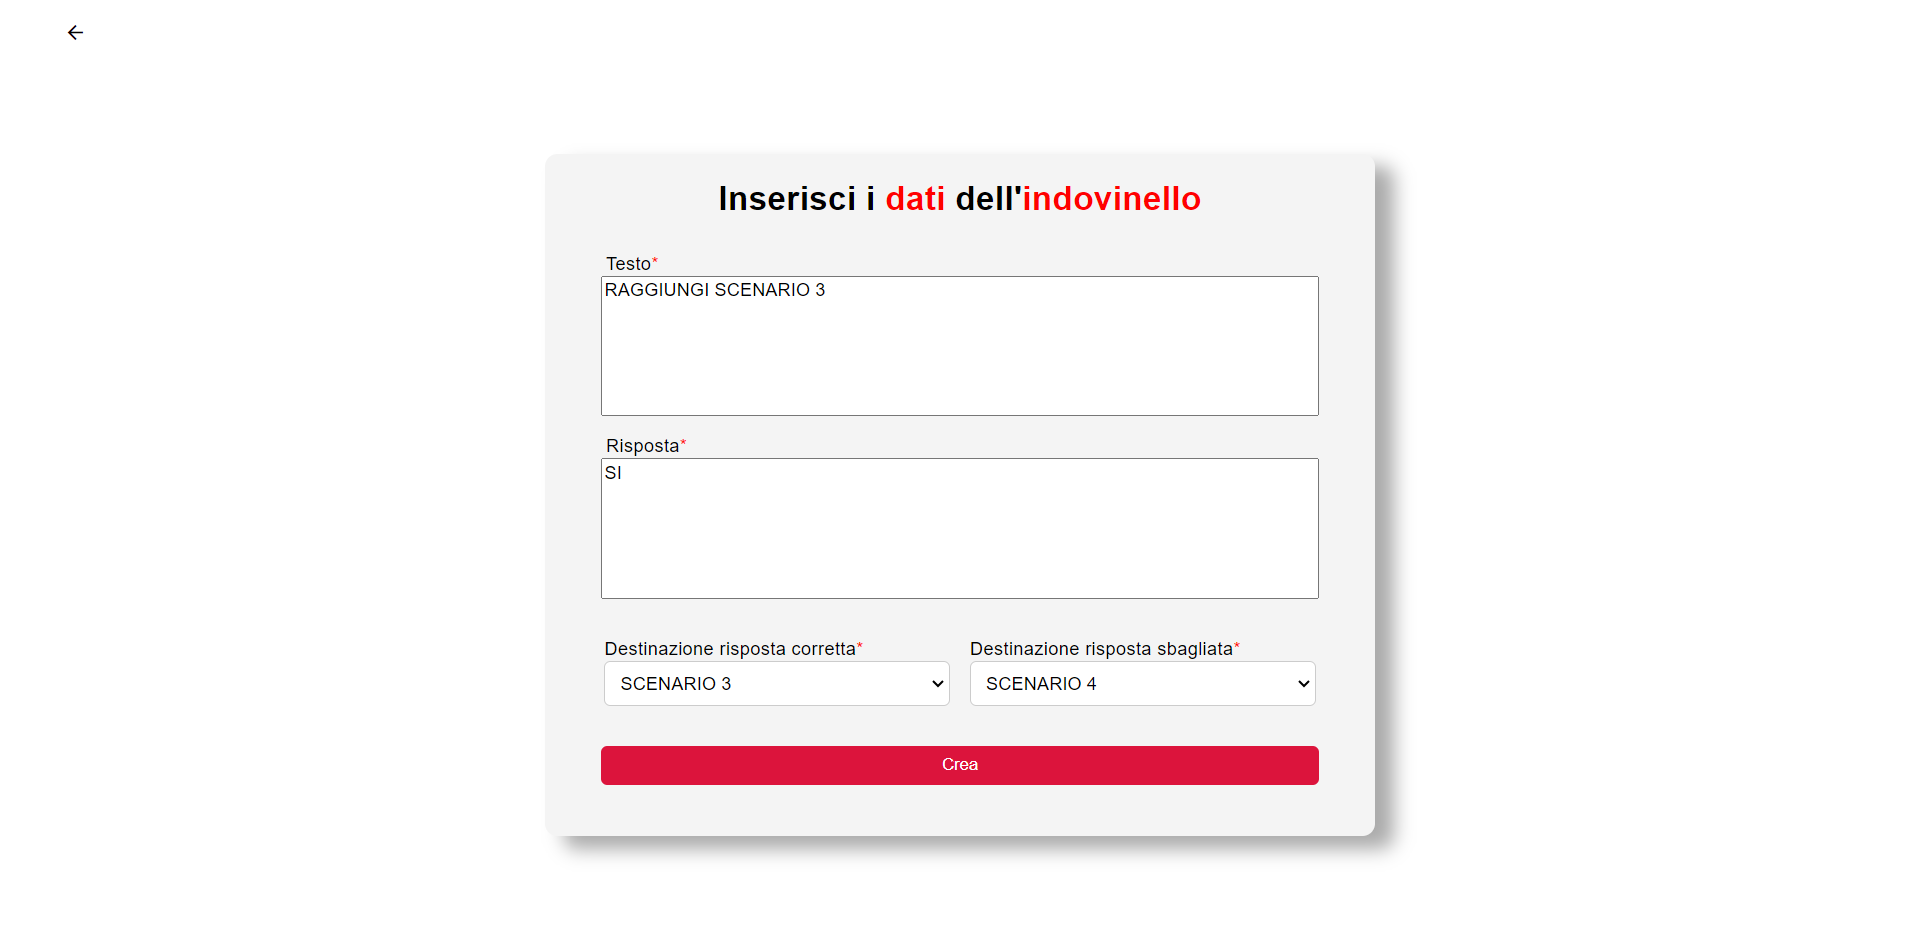 Inserisci i dati dell'indovinello
Testo*
RAGGIUNGI SCENARIO 3
Risposta*
SI
Destinazione risposta corretta*
Destinazione risposta sbagliata*
SCENARIO 3
SCENARIO 4
Crea